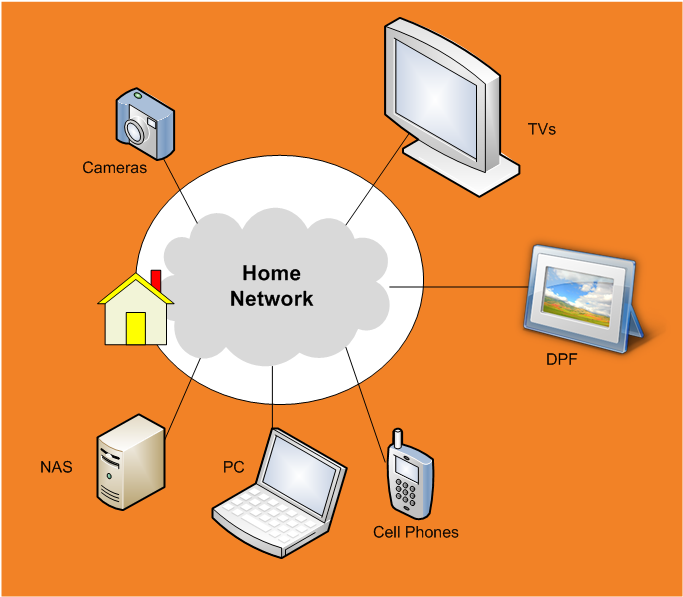 TVs
Cameras
Home
Network
DPF
NAS
PC
Cell Phones